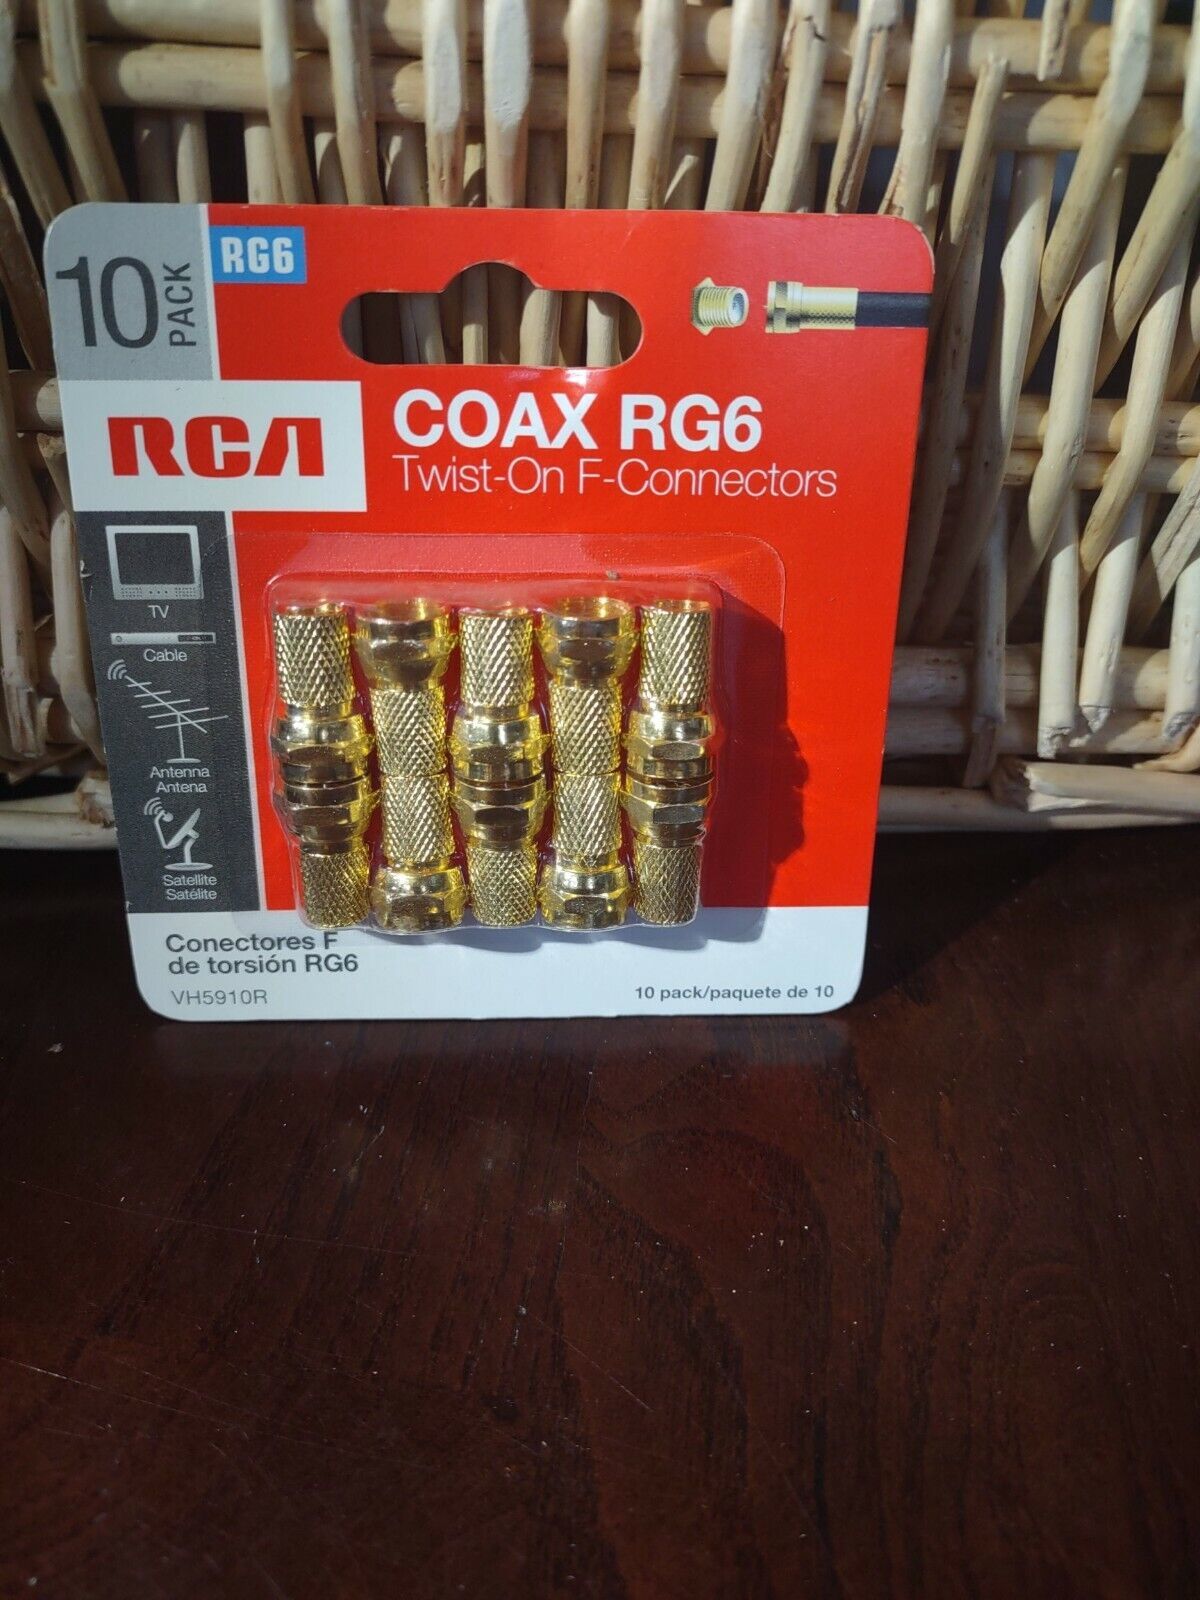 10
PACK
RG6
RCA
COAX RG6
Twist-On F-Connectors
TV
Cable
Antenna
Antena
Satellite
Satélite
Conectores F
de torsión RG6
VH5910R
10 pack/paquete de 10